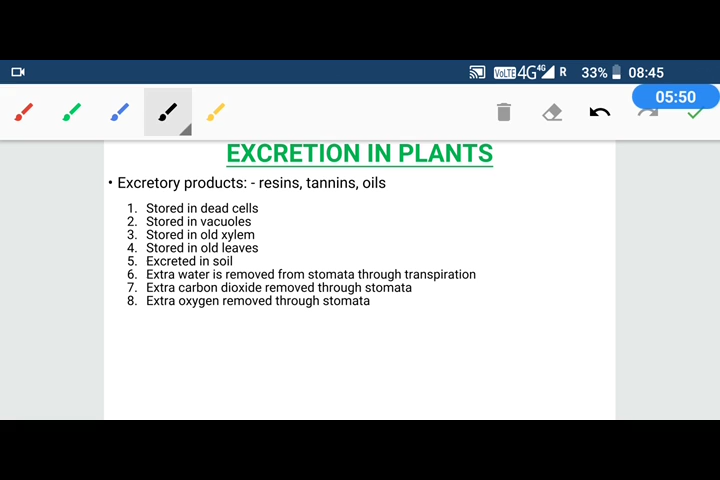 VoLTE 4G 4G R 33% 08:45
05:50
EXCRETION IN PLANTS
• Excretory products: - resins, tannins, oils
1. Stored in dead cells
2. Stored in vacuoles
3. Stored in old xylem
4. Stored in old leaves
5. Excreted in soil
6. Extra water is removed from stomata through transpiration
7. Extra carbon dioxide removed through stomata
8. Extra oxygen removed through stomata